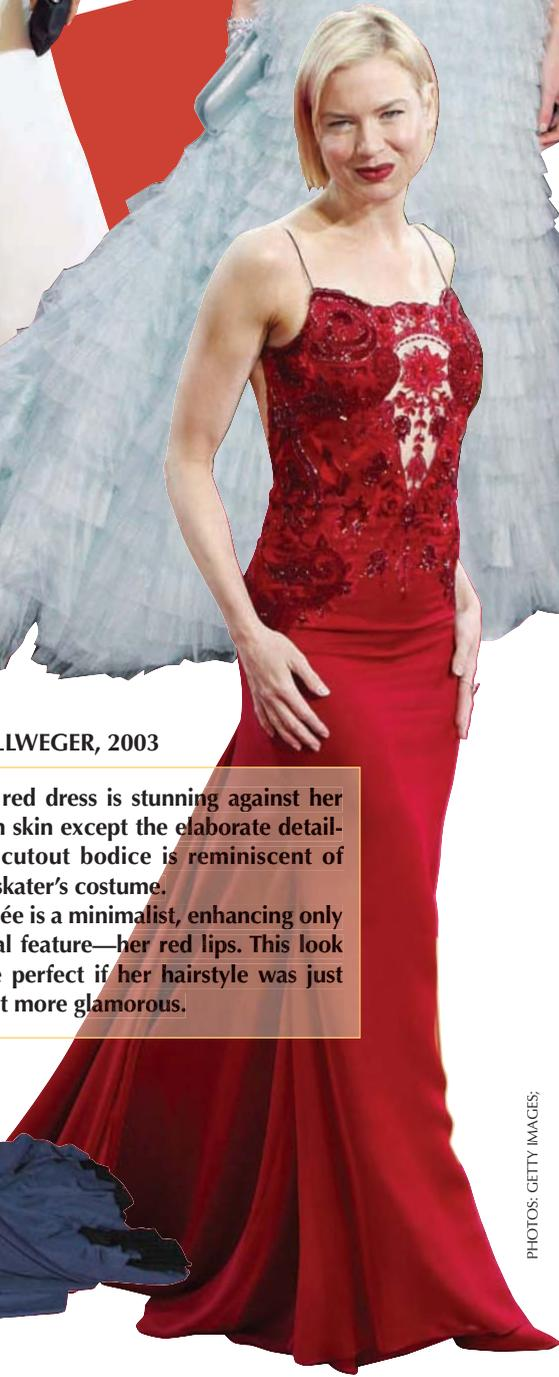 LLWEGER, 2003
red dress is stunning against her
n skin except the elaborate detail-
cutout bodice is reminiscent of
skater’s costume.
ée is a minimalist, enhancing only
al feature—her red lips. This look
e perfect if her hairstyle was just
t more glamorous.
PHOTOS: GETTY IMAGES;